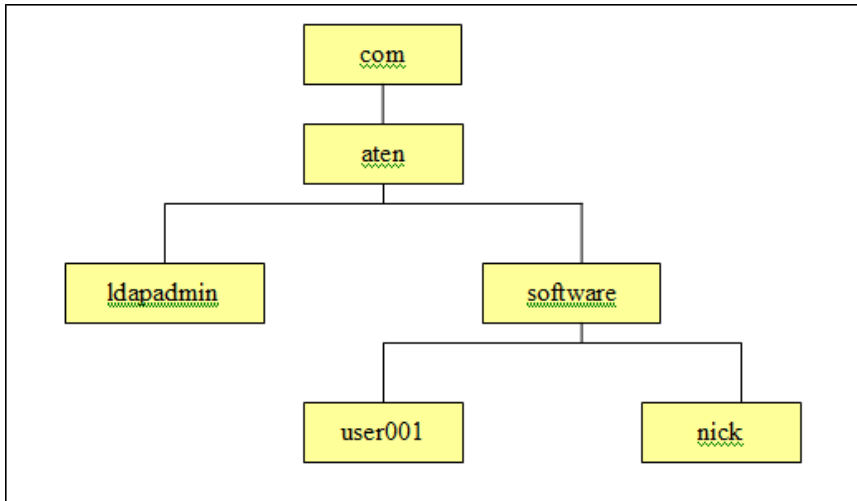 com
aten
ldapadmin
software
user001
nick